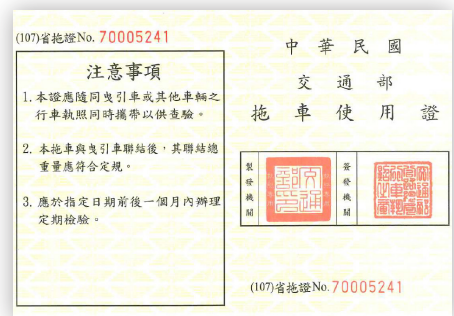 (107)省拖證No. 70005241
注意事項
1. 本證應隨同曳引車或其他車輛之
行車執照同時攜帶以供查驗。
2. 本拖車與曳引車聯結後，其聯結總
重量應符合定規。
3. 應於指定日期前後一個月內辦理
定期檢驗。
中華民國
交通部
拖車使用證
製發機關
交通部印
簽發機關
(107)省拖證No. 70005241